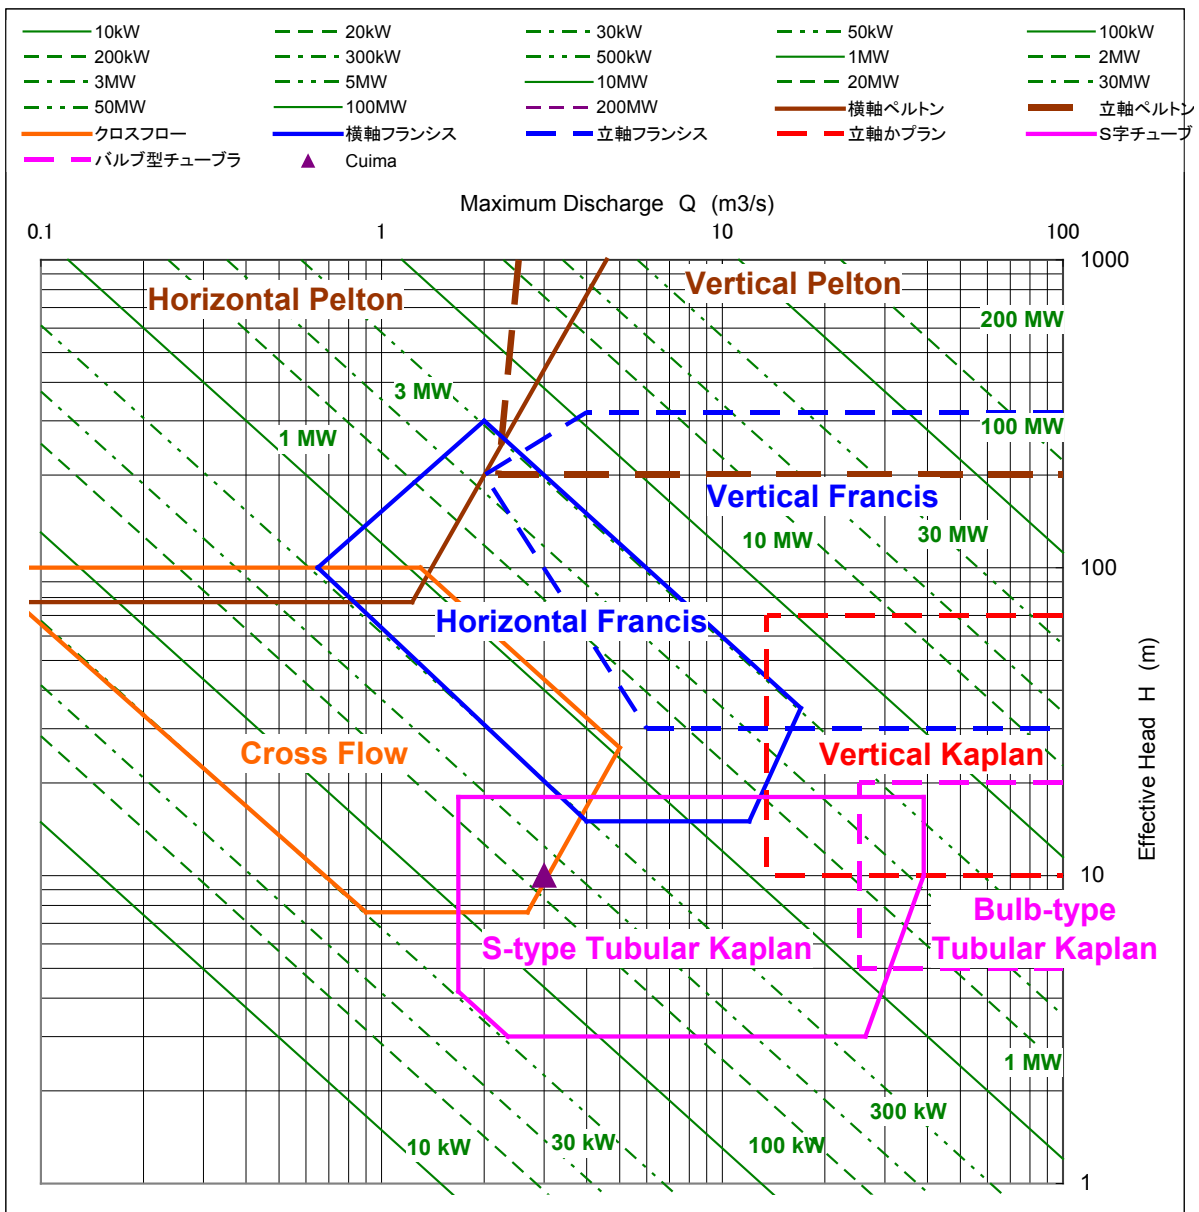 10kW 20kW 30kW 50kW 100kW
200kW 300kW 500kW 1MW 2MW
3MW 5MW 10MW 20MW 30MW
50MW 100MW 200MW 横軸ペルトン 立軸ペルトン
クロスフロー 横軸フランシス 立軸フランシス 立軸かプラン S字チューブ
バルブ型チューブラ Cuima
Maximum Discharge Q (m3/s)
0.1 1 10 100
1000
Vertical Pelton
Horizontal Pelton
200 MW
3 MW
100 MW
1 MW
Vertical Francis
30 MW
10 MW
100
Horizontal Francis
Effective Head H (m)
Cross Flow
Vertical Kaplan
10
Bulb-type
Tubular Kaplan
S-type Tubular Kaplan
1 MW
300 kW
100 kW
30 kW
10 kW
1